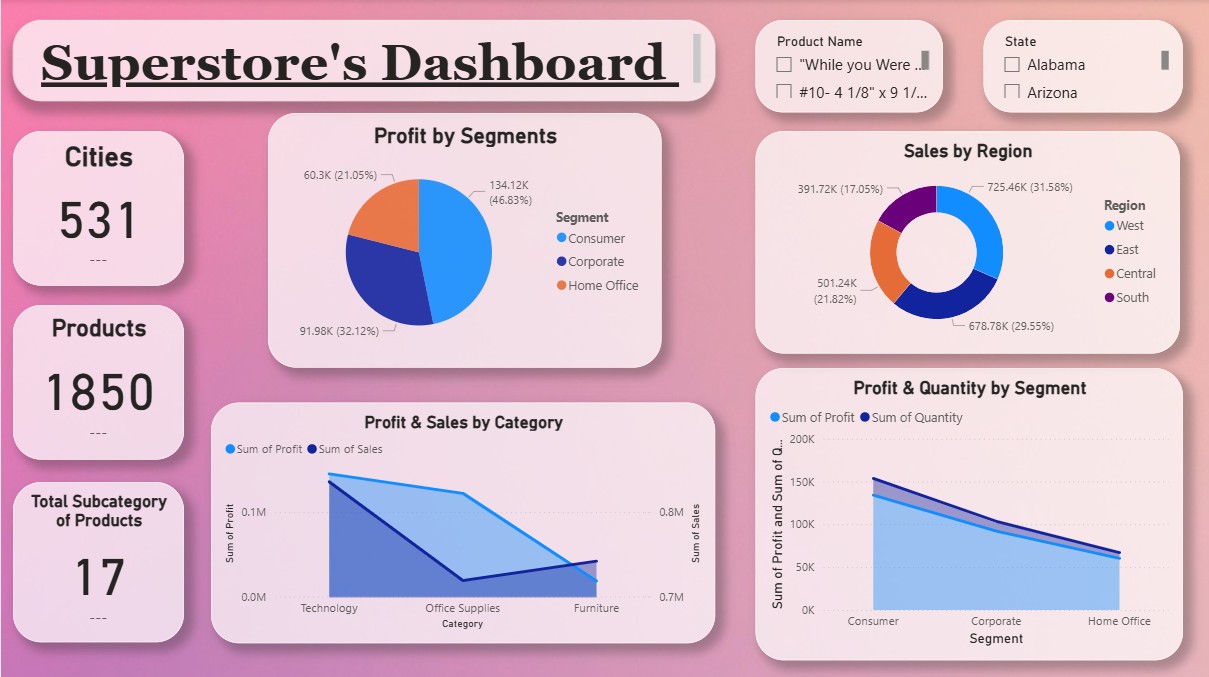 Superstore's Dashboard
Product Name
"While you Were ...
#10- 4 1/8" x 9 1/...
State
Alabama
Arizona
Cities
531
---
Products
1850
---
Total Subcategory
of Products
17
---
Profit by Segments
60.3K (21.05%)
134.12K
(46.83%)
91.98K (32.12%)
Segment
Consumer
Corporate
Home Office
Sales by Region
391.72K (17.05%)
725.46K (31.58%)
501.24K
(21.82%)
678.78K (29.55%)
Region
West
East
Central
South
Profit & Sales by Category
Sum of Profit Sum of Sales
Sum of Profit
0.1M
0.0M
0.8M
0.7M
Sum of Sales
Technology Office Supplies Furniture
Category
Profit & Quantity by Segment
Sum of Profit Sum of Quantity
Sum of Profit and Sum of Q...
200K
150K
100K
50K
0K
Consumer Corporate Home Office
Segment